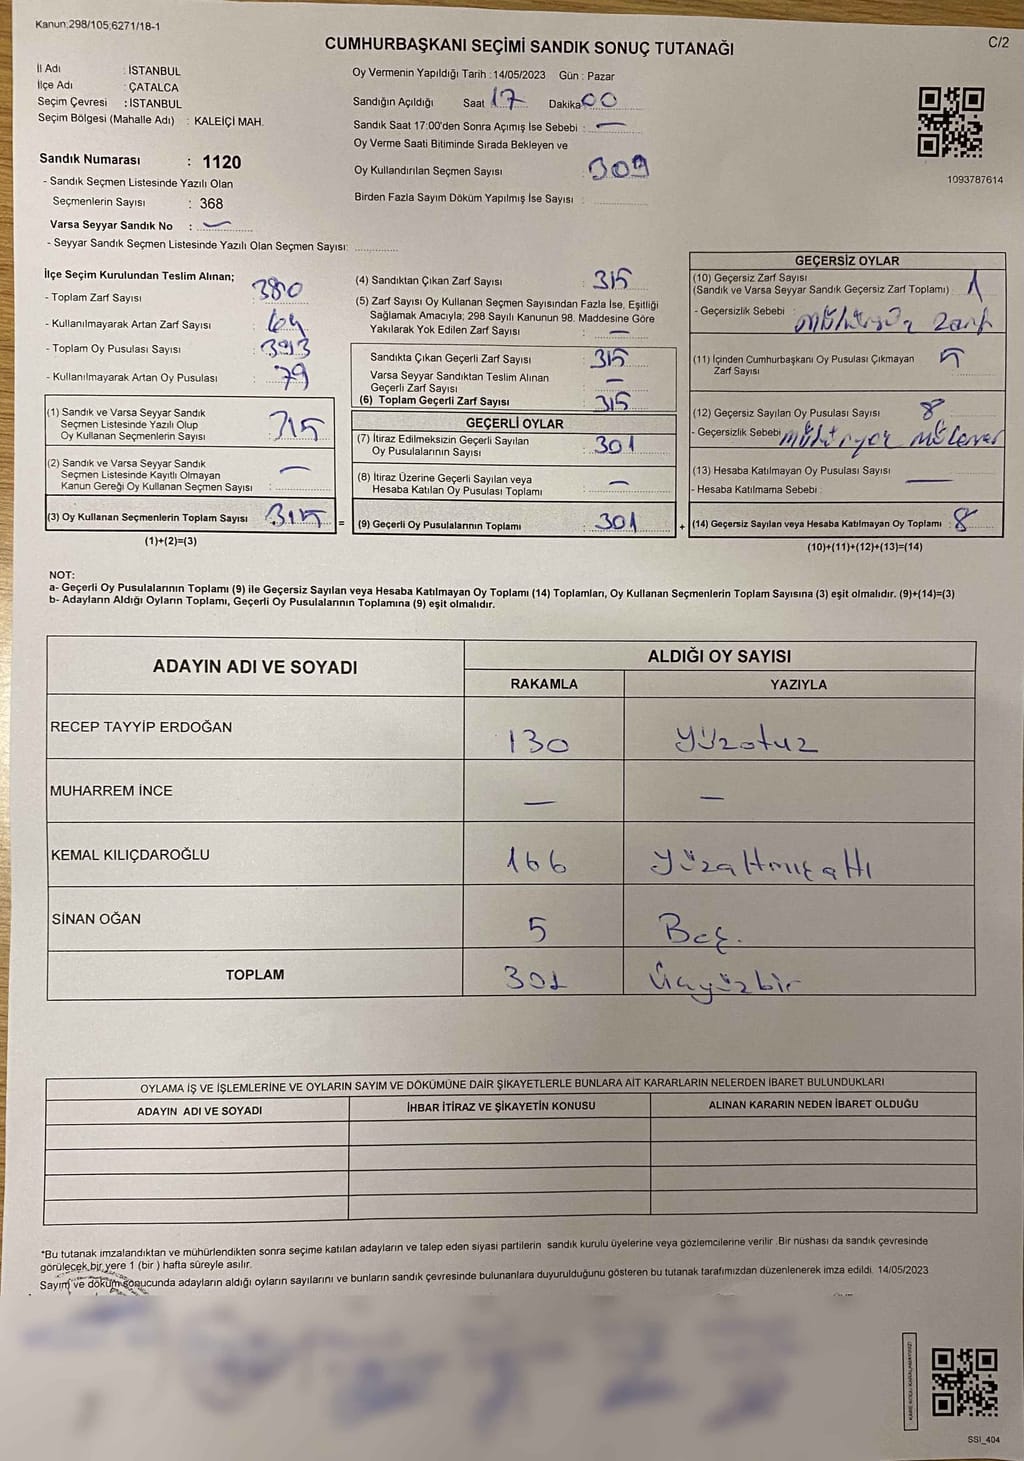 Kanun:298/105;6271/18-1
CUMHURBAŞKANI SEÇİMİ SANDIK SONUÇ TUTANAĞI
C/2
İl Adı : İSTANBUL
İlçe Adı : ÇATALCA
Seçim Çevresi : İSTANBUL
Seçim Bölgesi (Mahalle Adı) : KALEİÇİ MAH.
Sandık Numarası : 1120
- Sandık Seçmen Listesinde Yazılı Olan
Seçmenlerin Sayısı : 368
Varsa Seyyar Sandık No : —
- Seyyar Sandık Seçmen Listesinde Yazılı Olan Seçmen Sayısı:
Oy Vermenin Yapıldığı Tarih :14/05/2023 Gün : Pazar
Sandığın Açıldığı Saat 17 Dakika 00
Sandık Saat 17:00'den Sonra Açımış İse Sebebi : —
Oy Verme Saati Bitiminde Sırada Bekleyen ve
Oy Kullandırılan Seçmen Sayısı : 309
Birden Fazla Sayım Döküm Yapılmış İse Sayısı :
1093787614
İlçe Seçim Kurulundan Teslim Alınan;
- Toplam Zarf Sayısı : 380
- Kullanılmayarak Artan Zarf Sayısı : 64
- Toplam Oy Pusulası Sayısı :
- Kullanılmayarak Artan Oy Pusulası : 79
(1) Sandık ve Varsa Seyyar Sandık
Seçmen Listesinde Yazılı Olup
Oy Kullanan Seçmenlerin Sayısı : 315
(2) Sandık ve Varsa Seyyar Sandık
Seçmen Listesinde Kayıtlı Olmayan
Kanun Gereği Oy Kullanan Seçmen Sayısı : —
(3) Oy Kullanan Seçmenlerin Toplam Sayısı : 315
(1)+(2)=(3)
=
(4) Sandıktan Çıkan Zarf Sayısı : 315
(5) Zarf Sayısı Oy Kullanan Seçmen Sayısından Fazla İse, Eşitliği
Sağlamak Amacıyla; 298 Sayılı Kanunun 98. Maddesine Göre
Yakılarak Yok Edilen Zarf Sayısı : —
Sandıkta Çıkan Geçerli Zarf Sayısı : 315
Varsa Seyyar Sandıktan Teslim Alınan
Geçerli Zarf Sayısı : —
(6) Toplam Geçerli Zarf Sayısı : 315
GEÇERLİ OYLAR
(7) İtiraz Edilmeksizin Geçerli Sayılan
Oy Pusulalarının Sayısı : 301
(8) İtiraz Üzerine Geçerli Sayılan veya
Hesaba Katılan Oy Pusulası Toplamı : —
(9) Geçerli Oy Pusulalarının Toplamı : 301
+
GEÇERSİZ OYLAR
(10) Geçersiz Zarf Sayısı
(Sandık ve Varsa Seyyar Sandık Geçersiz Zarf Toplamı) : 1
- Geçersizlik Sebebi : mühürsüz zarf
(11) İçinden Cumhurbaşkanı Oy Pusulası Çıkmayan
Zarf Sayısı : 5
(12) Geçersiz Sayılan Oy Pusulası Sayısı : 8
- Geçersizlik Sebebi
(13) Hesaba Katılmayan Oy Pusulası Sayısı : —
- Hesaba Katılmama Sebebi :
(14) Geçersiz Sayılan veya Hesaba Katılmayan Oy Toplamı : 8
(10)+(11)+(12)+(13)=(14)
NOT:
a- Geçerli Oy Pusulalarının Toplamı (9) ile Geçersiz Sayılan veya Hesaba Katılmayan Oy Toplamı (14) Toplamları, Oy Kullanan Seçmenlerin Toplam Sayısına (3) eşit olmalıdır. (9)+(14)=(3)
b- Adayların Aldığı Oyların Toplamı, Geçerli Oy Pusulalarının Toplamına (9) eşit olmalıdır.
ADAYIN ADI VE SOYADI
ALDIĞI OY SAYISI
RAKAMLA YAZIYLA
RECEP TAYYİP ERDOĞAN 130 Yüzotuz
MUHARREM İNCE — —
KEMAL KILIÇDAROĞLU 166 Yüzaltmışaltı
SİNAN OĞAN 5 Beş.
TOPLAM 301 Üçyüzbir
OYLAMA İŞ VE İŞLEMLERİNE VE OYLARIN SAYIM VE DÖKÜMÜNE DAİR ŞİKAYETLERLE BUNLARA AİT KARARLARIN NELERDEN İBARET BULUNDUKLARI
ADAYIN ADI VE SOYADI İHBAR İTİRAZ VE ŞİKAYETİN KONUSU ALINAN KARARIN NEDEN İBARET OLDUĞU
*Bu tutanak imzalandıktan ve mühürlendikten sonra seçime katılan adayların ve talep eden siyasi partilerin sandık kurulu üyelerine veya gözlemcilerine verilir .Bir nüshası da sandık çevresinde
görülecek bir yere 1 (bir ) hafta süreyle asılır.
Sayım ve döküm sonucunda adayların aldığı oyların sayılarını ve bunların sandık çevresinde bulunanlara duyurulduğunu gösteren bu tutanak tarafımızdan düzenlenerek imza edildi. 14/05/2023
SSI_404